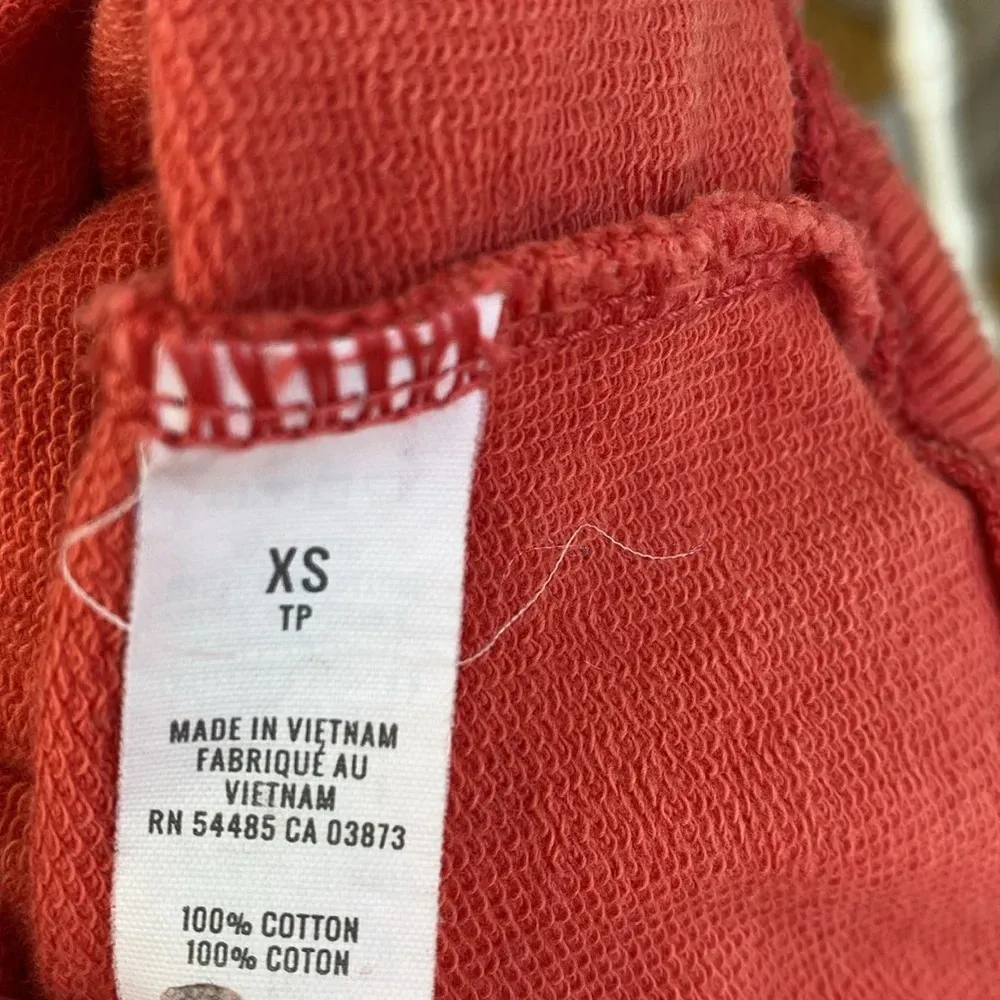 XS
TP
MADE IN VIETNAM
FABRIQUÉ AU
VIETNAM
RN 54485 CA 03873
100% COTTON
100% COTON